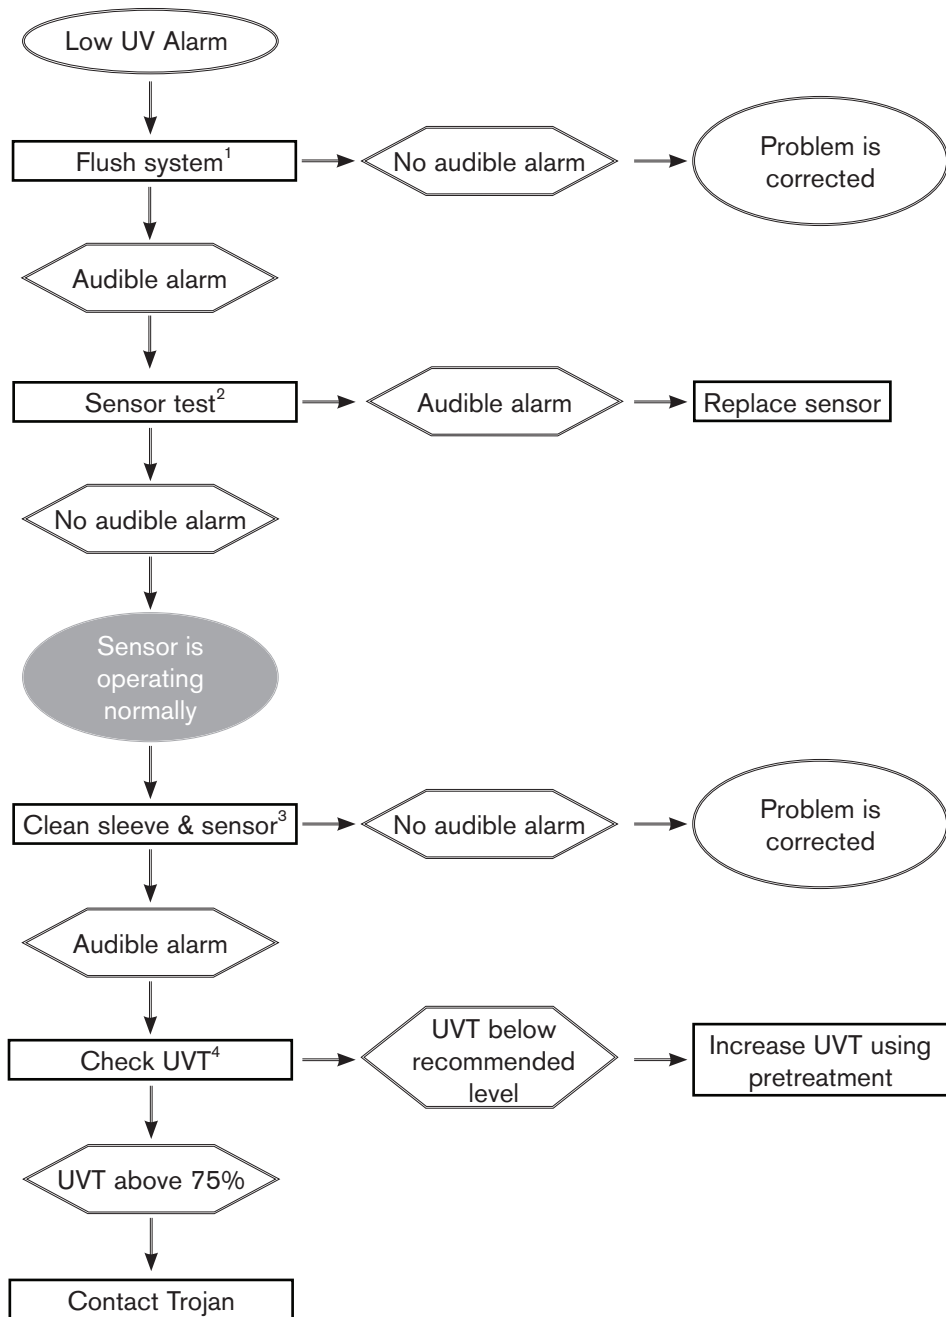 Low UV Alarm
Flush system¹
No audible alarm
Problem is
corrected
Audible alarm
Sensor test²
Audible alarm
Replace sensor
No audible alarm
Sensor is
operating
normally
Clean sleeve & sensor³
No audible alarm
Problem is
corrected
Audible alarm
Check UVT⁴
UVT below
recommended
level
Increase UVT using
pretreatment
UVT above 75%
Contact Trojan